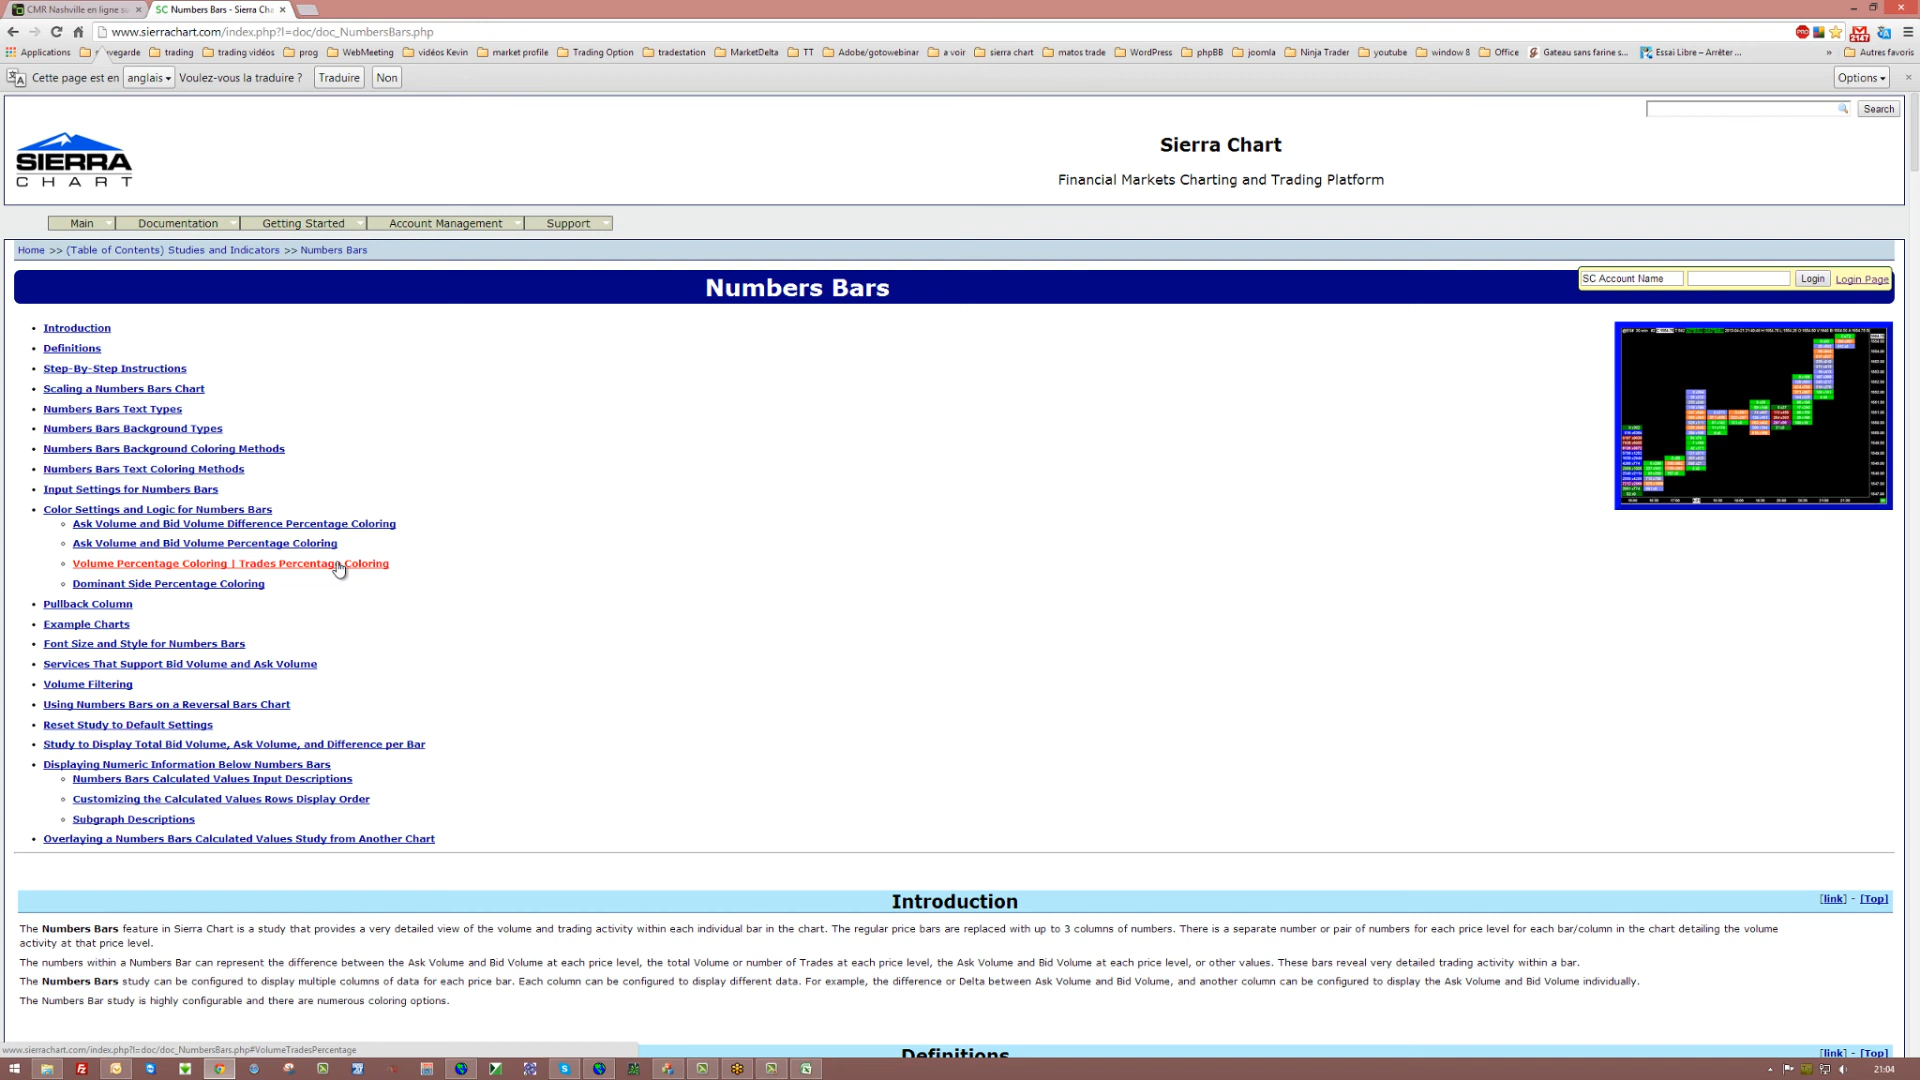 CMR Nashville en ligne su
SC Numbers Bars - Sierra Cha
www.sierrachart.com/index.php?l=doc/doc_NumbersBars.php
Applications
trading
trading vidéos
prog
WebMeeting
vidéos Kevin
market profile
Trading Option
tradestation
MarketDelta
TT
Adobe/gotowebinar
a voir
sierra chart
matos trade
WordPress
phpBB
joomla
Ninja Trader
youtube
window 8
Office
Gateau sans farine s...
Essai Libre – Arrêter ...
»
Autres favoris
Cette page est en anglais Voulez-vous la traduire ? Traduire Non
Options
Search
SIERRA
CHART
Sierra Chart
Financial Markets Charting and Trading Platform
Main Documentation Getting Started Account Management Support
Home >> (Table of Contents) Studies and Indicators >> Numbers Bars
Numbers Bars
SC Account Name Login Login Page
• Introduction
• Definitions
• Step-By-Step Instructions
• Scaling a Numbers Bars Chart
• Numbers Bars Text Types
• Numbers Bars Background Types
• Numbers Bars Background Coloring Methods
• Numbers Bars Text Coloring Methods
• Input Settings for Numbers Bars
• Color Settings and Logic for Numbers Bars
◦ Ask Volume and Bid Volume Difference Percentage Coloring
◦ Ask Volume and Bid Volume Percentage Coloring
◦ Volume Percentage Coloring | Trades Percentage Coloring
◦ Dominant Side Percentage Coloring
• Pullback Column
• Example Charts
• Font Size and Style for Numbers Bars
• Services That Support Bid Volume and Ask Volume
• Volume Filtering
• Using Numbers Bars on a Reversal Bars Chart
• Reset Study to Default Settings
• Study to Display Total Bid Volume, Ask Volume, and Difference per Bar
• Displaying Numeric Information Below Numbers Bars
◦ Numbers Bars Calculated Values Input Descriptions
◦ Customizing the Calculated Values Rows Display Order
◦ Subgraph Descriptions
• Overlaying a Numbers Bars Calculated Values Study from Another Chart
Introduction
[link] - [Top]
The Numbers Bars feature in Sierra Chart is a study that provides a very detailed view of the volume and trading activity within each individual bar in the chart. The regular price bars are replaced with up to 3 columns of numbers. There is a separate number or pair of numbers for each price level for each bar/column in the chart detailing the volume
activity at that price level.
The numbers within a Numbers Bar can represent the difference between the Ask Volume and Bid Volume at each price level, the total Volume or number of Trades at each price level, the Ask Volume and Bid Volume at each price level, or other values. These bars reveal very detailed trading activity within a bar.
The Numbers Bars study can be configured to display multiple columns of data for each price bar. Each column can be configured to display different data. For example, the difference or Delta between Ask Volume and Bid Volume, and another column can be configured to display the Ask Volume and Bid Volume individually.
The Numbers Bar study is highly configurable and there are numerous coloring options.
Definitions
[link] - [Top]
www.sierrachart.com/index.php?l=doc/doc_NumbersBars.php#VolumeTradesPercentage
21:04